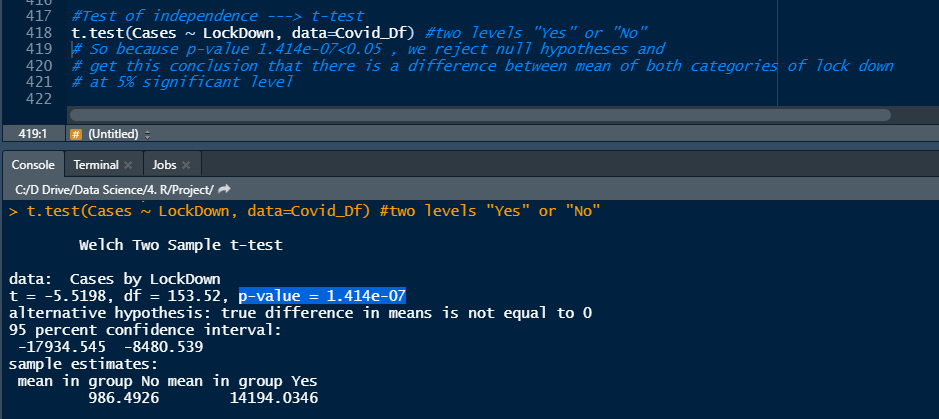 416
417 #Test of independence ---> t-test
418 t.test(Cases ~ LockDown, data=Covid_Df) #two levels "Yes" or "No"
419 # So because p-value 1.414e-07<0.05 , we reject null hypotheses and
420 # get this conclusion that there is a difference between mean of both categories of lock down
421 # at 5% significant level
422
419:1 # (Untitled)
Console Terminal × Jobs ×
C:/D Drive/Data Science/4. R/Project/
> t.test(Cases ~ LockDown, data=Covid_Df) #two levels "Yes" or "No"
Welch Two Sample t-test
data:  Cases by LockDown
t = -5.5198, df = 153.52, p-value = 1.414e-07
alternative hypothesis: true difference in means is not equal to 0
95 percent confidence interval:
-17934.545  -8480.539
sample estimates:
mean in group No mean in group Yes
986.4926 14194.0346